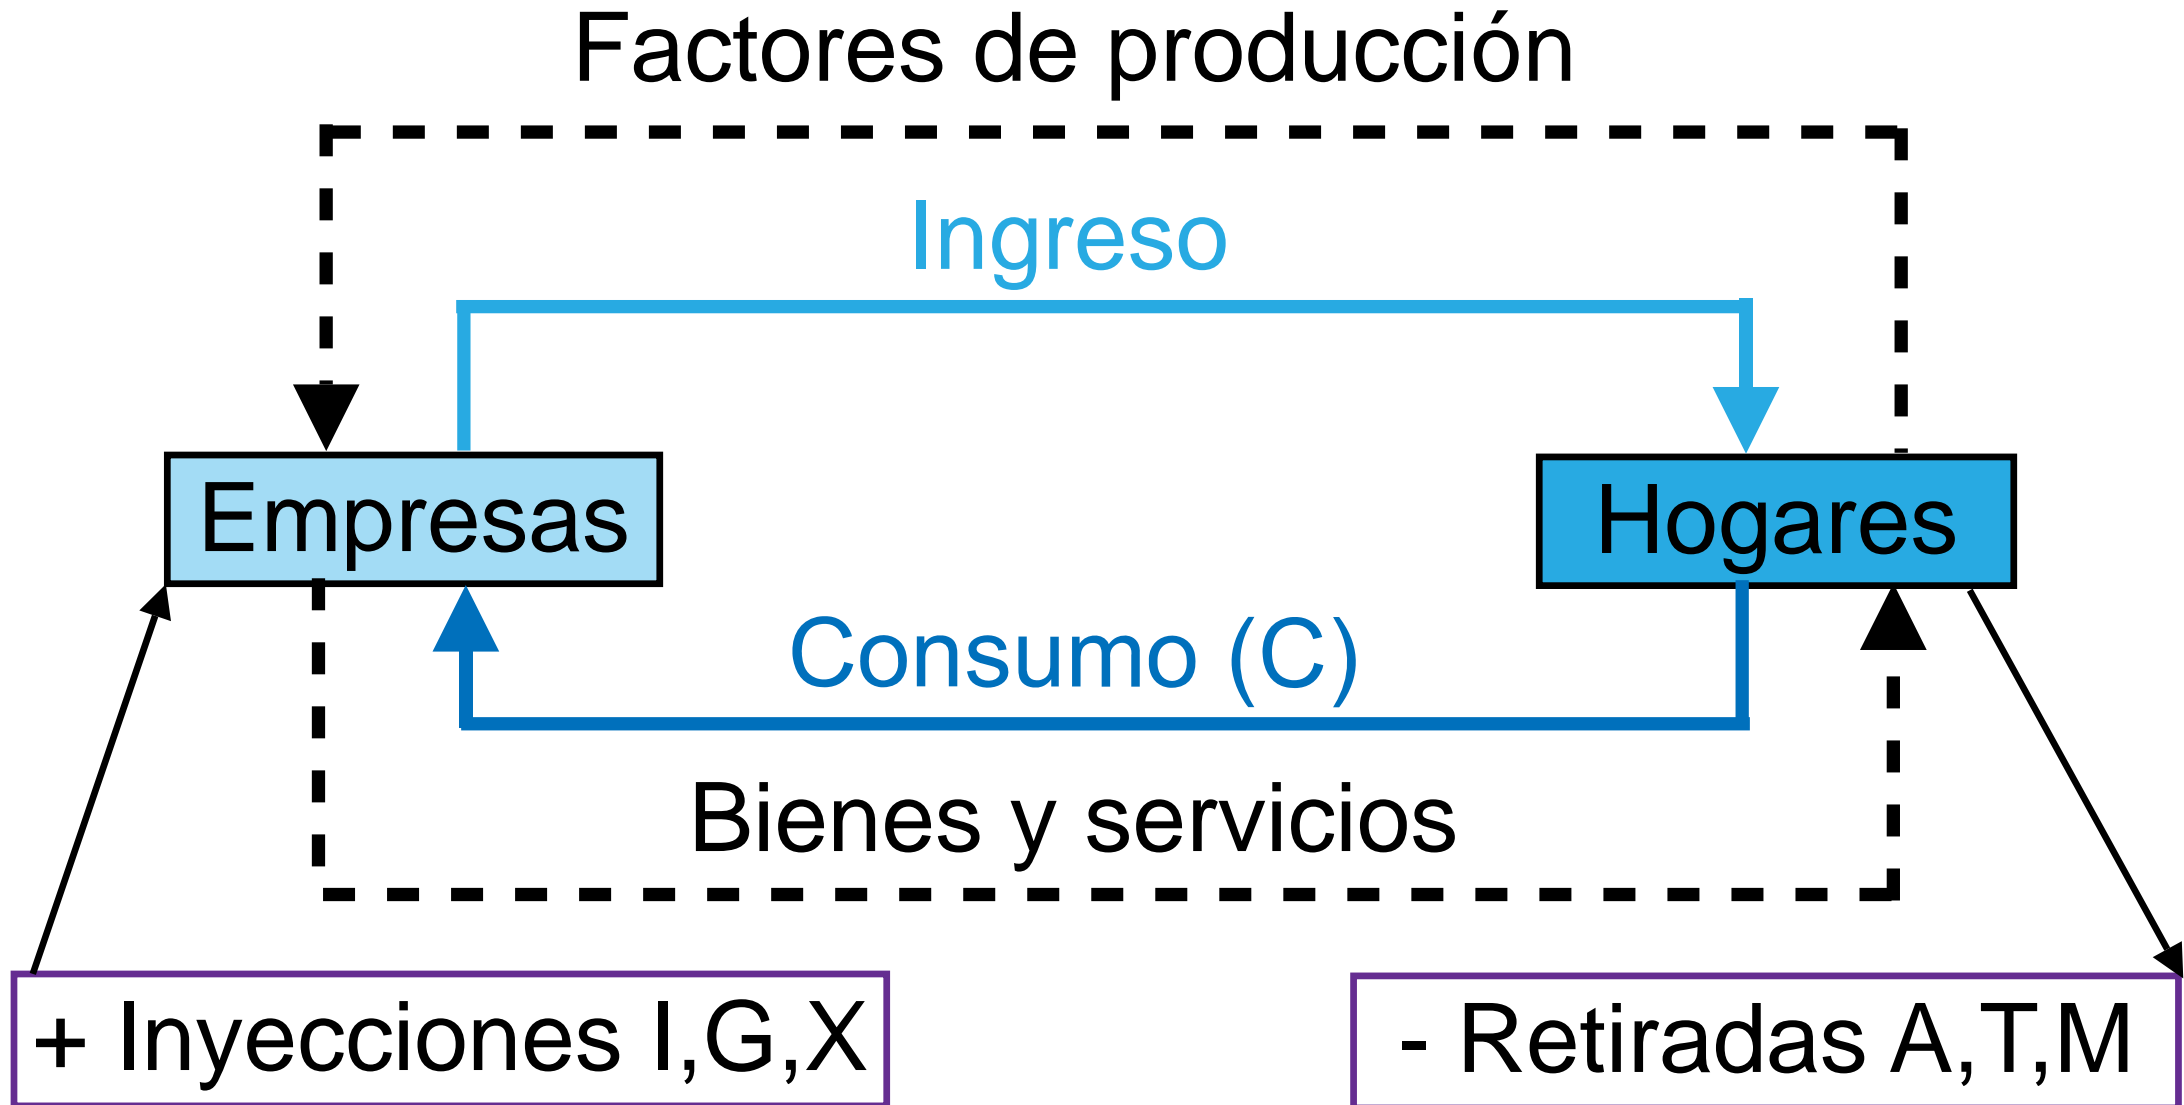 Factores de producción
Ingreso
Empresas
Hogares
Consumo (C)
Bienes y servicios
+ Inyecciones I,G,X
- Retiradas A,T,M